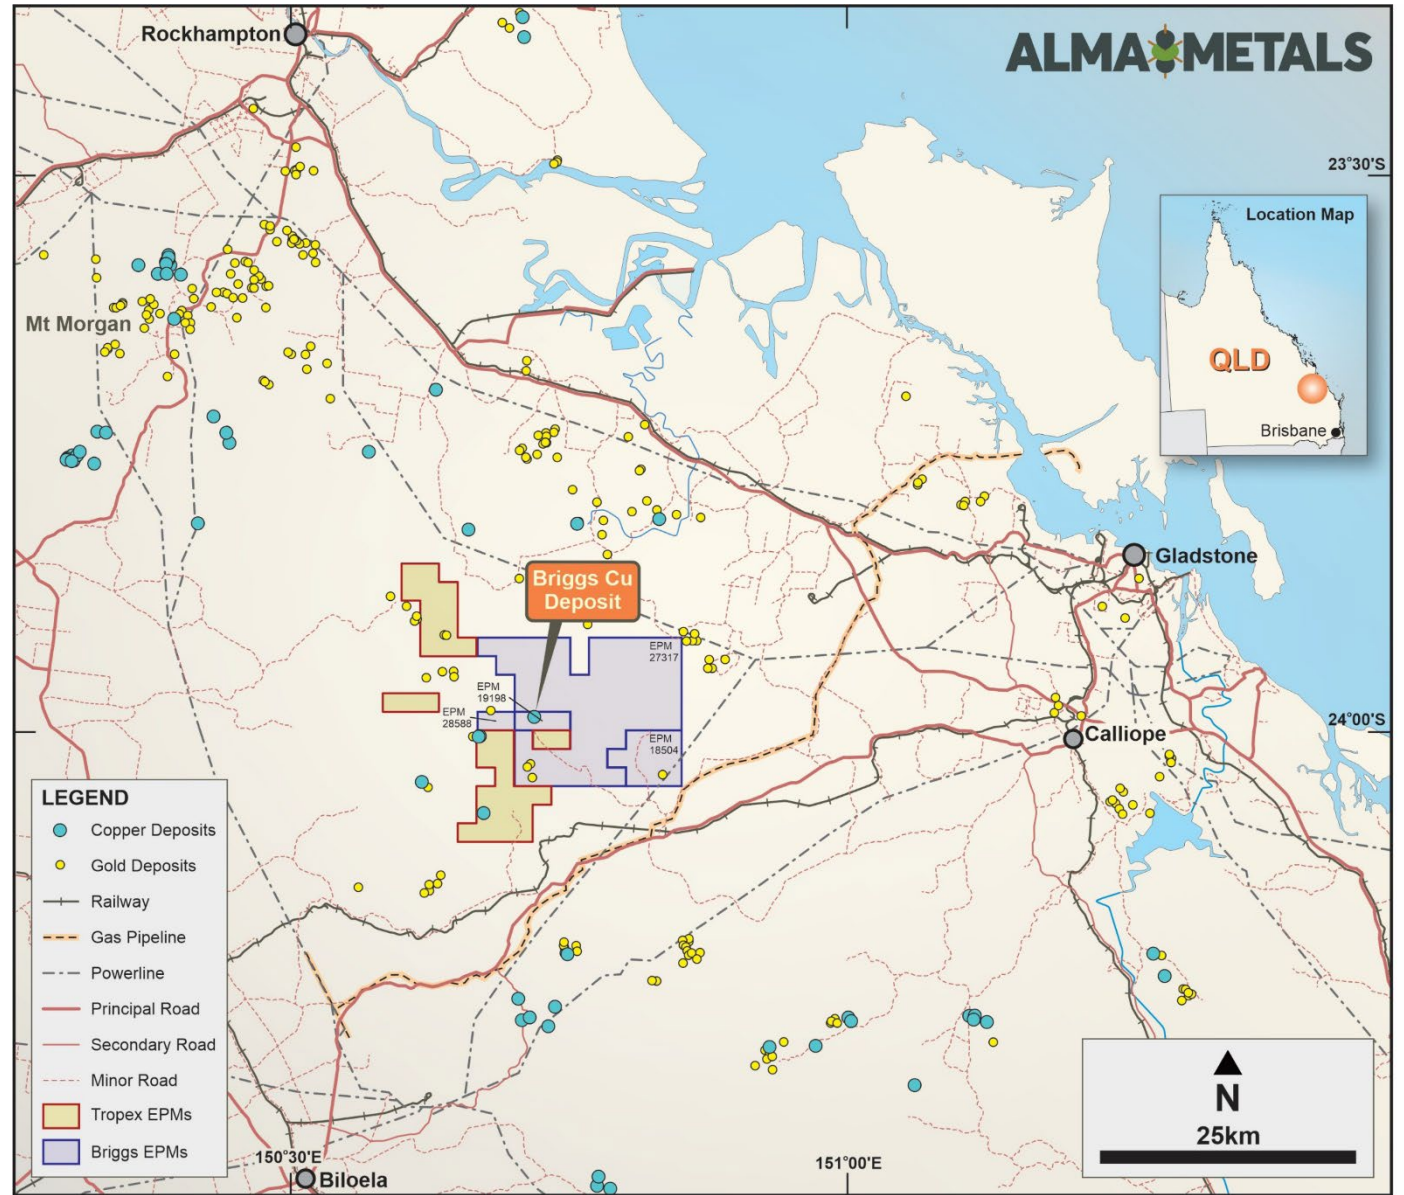 Rockhampton
ALMA METALS
23°30'S
Location Map
QLD
Brisbane
Mt Morgan
Gladstone
Briggs Cu
Deposit
EPM
27317
EPM
19198
EPM
28588
EPM
18504
24°00'S
Calliope
LEGEND
Copper Deposits
Gold Deposits
Railway
Gas Pipeline
Powerline
Principal Road
Secondary Road
Minor Road
Tropex EPMs
Briggs EPMs
N
25km
150°30'E
151°00'E
Biloela